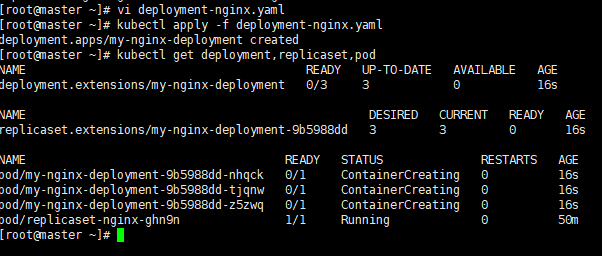 [root@master ~]# vi deployment-nginx.yaml
[root@master ~]# kubectl apply -f deployment-nginx.yaml
deployment.apps/my-nginx-deployment created
[root@master ~]# kubectl get deployment,replicaset,pod
NAME READY UP-TO-DATE AVAILABLE AGE
deployment.extensions/my-nginx-deployment 0/3 3 0 16s
NAME DESIRED CURRENT READY AGE
replicaset.extensions/my-nginx-deployment-9b5988dd 3 3 0 16s
NAME READY STATUS RESTARTS AGE
pod/my-nginx-deployment-9b5988dd-nhqck 0/1 ContainerCreating 0 16s
pod/my-nginx-deployment-9b5988dd-tjqnw 0/1 ContainerCreating 0 16s
pod/my-nginx-deployment-9b5988dd-z5zwq 0/1 ContainerCreating 0 16s
pod/replicaset-nginx-ghn9n 1/1 Running 0 50m
[root@master ~]#